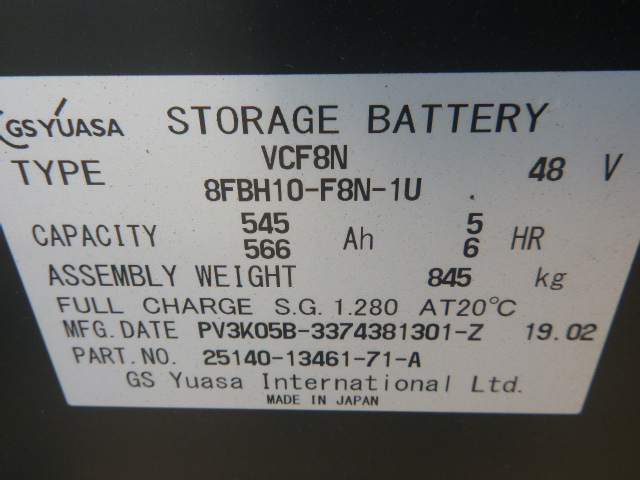 GS YUASA STORAGE BATTERY
TYPE VCF8N 48 V
8FBH10-F8N-1U
CAPACITY 545 Ah 5 HR
566 6
ASSEMBLY WEIGHT 845 kg
FULL CHARGE S.G. 1.280 AT20°C
MFG.DATE PV3K05B-3374381301-Z 19.02
PART.NO. 25140-13461-71-A
GS Yuasa International Ltd.
MADE IN JAPAN